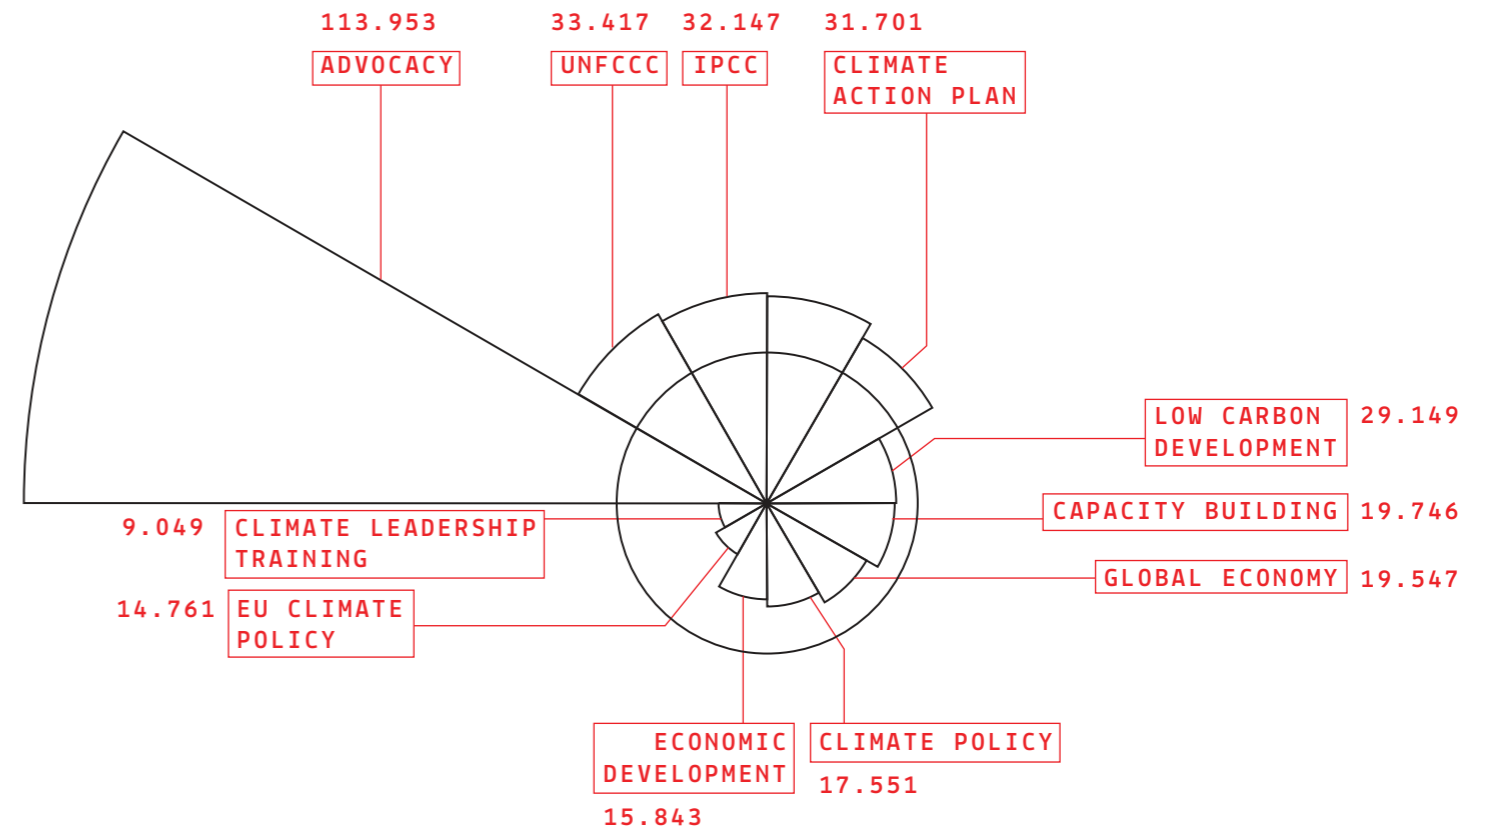 113.953
ADVOCACY
33.417
UNFCCC
32.147
IPCC
31.701
CLIMATE
ACTION PLAN
LOW CARBON
DEVELOPMENT
29.149
CAPACITY BUILDING
19.746
GLOBAL ECONOMY
19.547
9.049
CLIMATE LEADERSHIP
TRAINING
14.761
EU CLIMATE
POLICY
ECONOMIC
DEVELOPMENT
15.843
CLIMATE POLICY
17.551